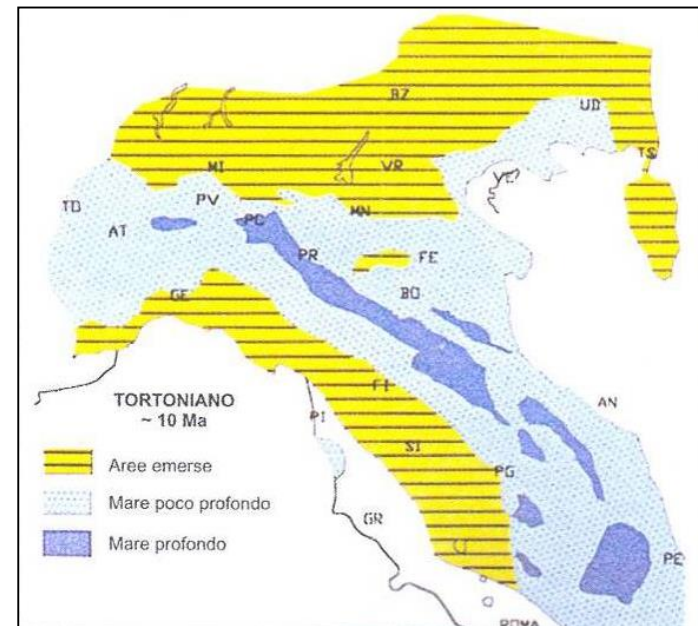 BZ
UD
TS
MI
VR
VE
TO
PV
MN
AT
PC
PR
FE
BO
GE
TORTONIANO
~ 10 Ma
FI
AN
PI
SI
Aree emerse
PG
Mare poco profondo
GR
Mare profondo
PE
ROMA